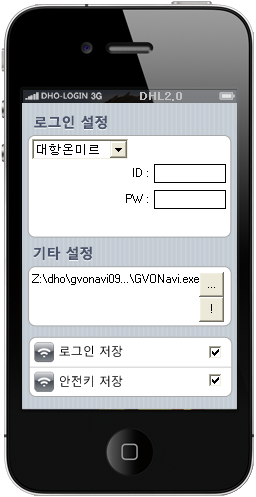 DHO-LOGIN 3G DHL2,0
로그인 설정
대항온미르
ID :
PW :
기타 설정
Z:\dho\gvonavi09...\GVONavi.exe
...
!
로그인 저장
안전키 저장